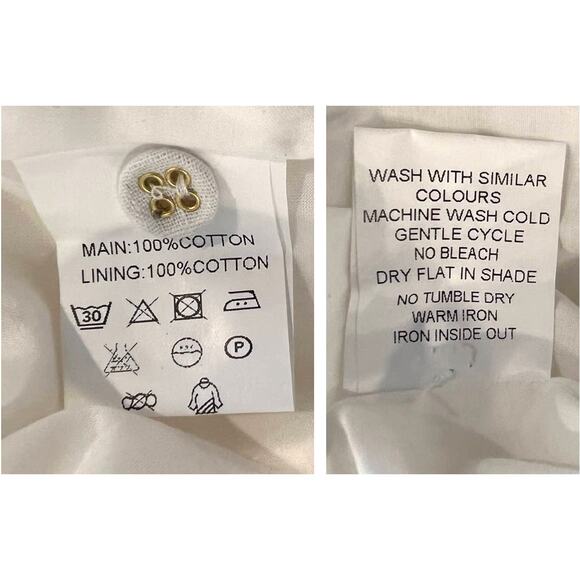 MAIN:100%COTTON
LINING:100%COTTON
30
P
WASH WITH SIMILAR
COLOURS
MACHINE WASH COLD
GENTLE CYCLE
NO BLEACH
DRY FLAT IN SHADE
NO TUMBLE DRY
WARM IRON
IRON INSIDE OUT